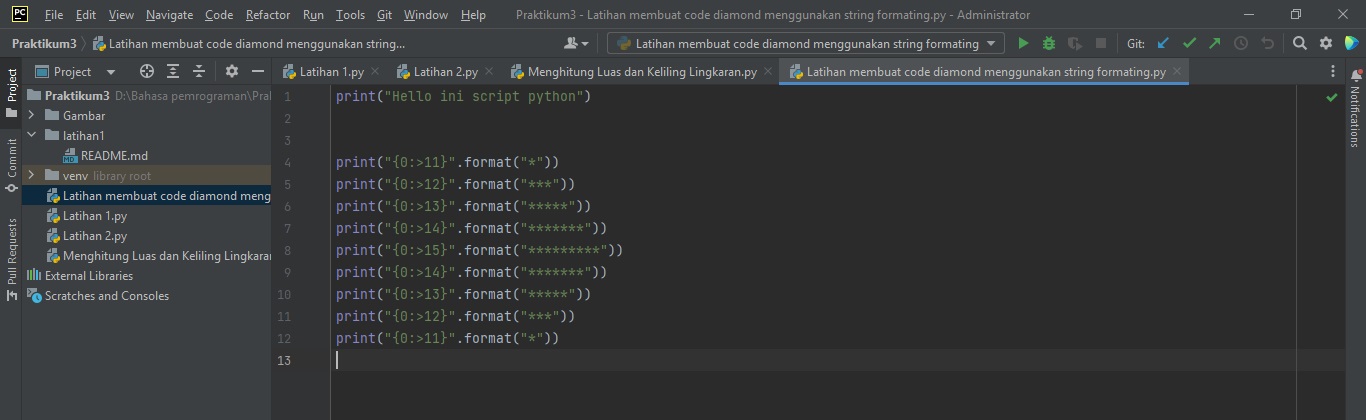 PC File Edit View Navigate Code Refactor Run Tools Git Window Help Praktikum3 - Latihan membuat code diamond menggunakan string formating.py - Administrator
Praktikum3 Latihan membuat code diamond menggunakan string... Latihan membuat code diamond menggunakan string formating Git:
Project
Latihan 1.py Latihan 2.py Menghitung Luas dan Keliling Lingkaran.py Latihan membuat code diamond menggunakan string formating.py
Praktikum3 D:\Bahasa pemrograman\Pral
Gambar
latihan1
README.md
venv library root
Latihan membuat code diamond meng
Latihan 1.py
Latihan 2.py
Menghitung Luas dan Keliling Lingkaran
External Libraries
Scratches and Consoles
1 print("Hello ini script python")
2
3
4 print("{0:>11}".format("*"))
5 print("{0:>12}".format("***"))
6 print("{0:>13}".format("*****"))
7 print("{0:>14}".format("*******"))
8 print("{0:>15}".format("*********"))
9 print("{0:>14}".format("*******"))
10 print("{0:>13}".format("*****"))
11 print("{0:>12}".format("***"))
12 print("{0:>11}".format("*"))
13
Project
Commit
Pull Requests
Notifications